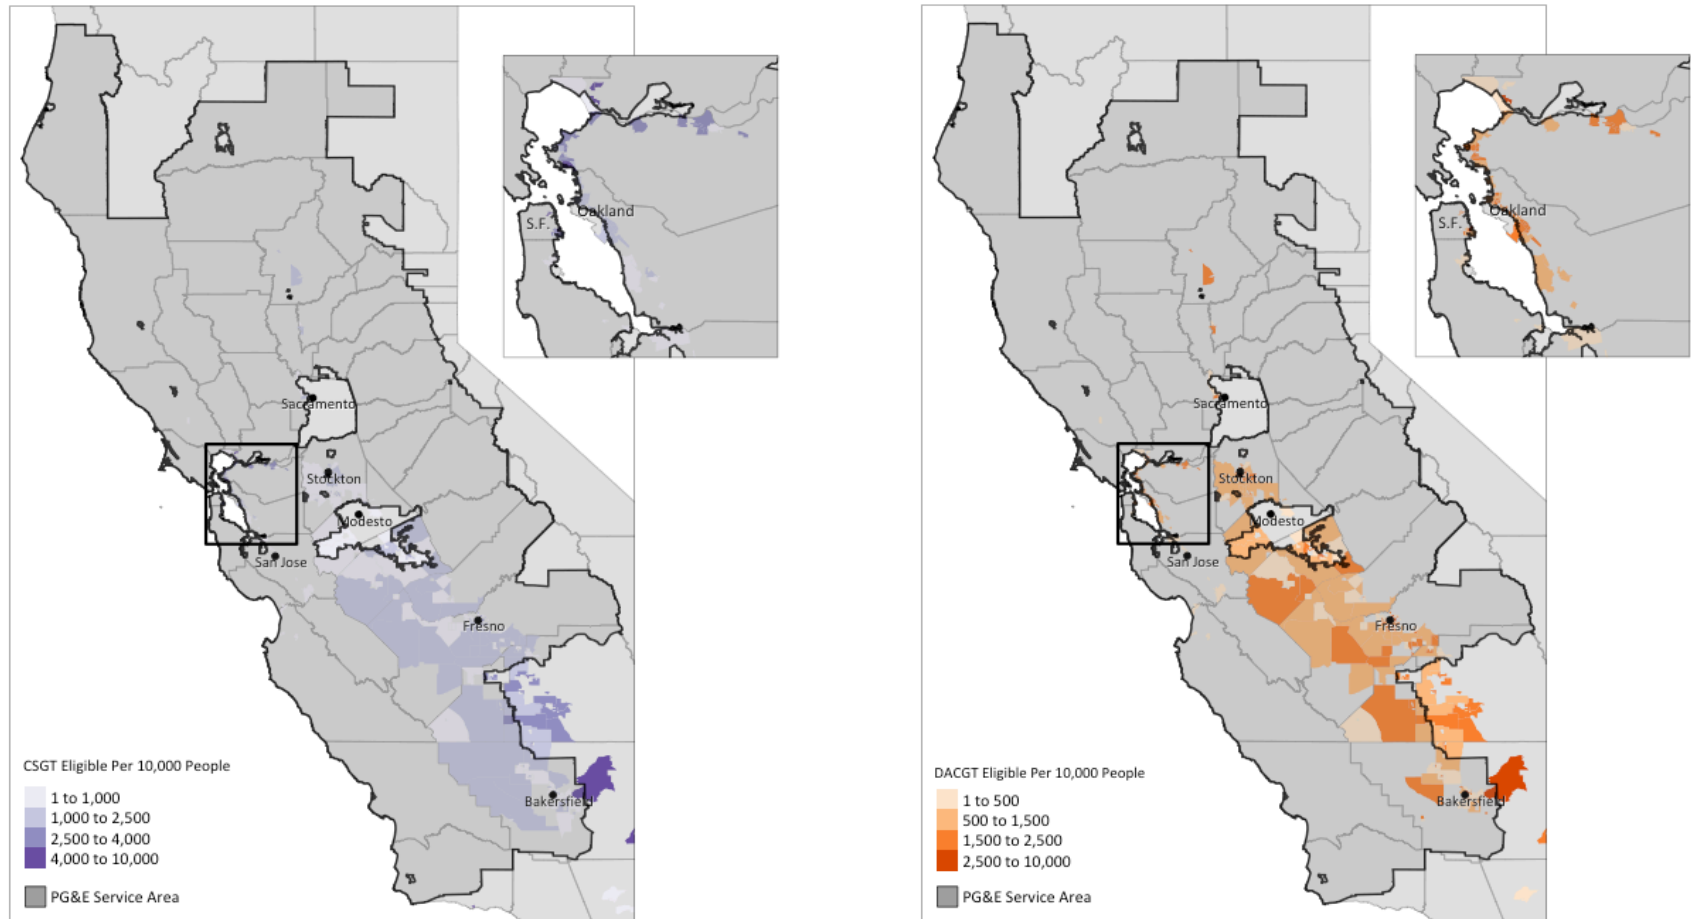 Oakland
S.F.
Sacramento
Stockton
Modesto
San Jose
Fresno
Bakersfield
CSGT Eligible Per 10,000 People
1 to 1,000
1,000 to 2,500
2,500 to 4,000
4,000 to 10,000
PG&E Service Area
Oakland
S.F.
Sacramento
Stockton
Modesto
San Jose
Fresno
Bakersfield
DACGT Eligible Per 10,000 People
1 to 500
500 to 1,500
1,500 to 2,500
2,500 to 10,000
PG&E Service Area